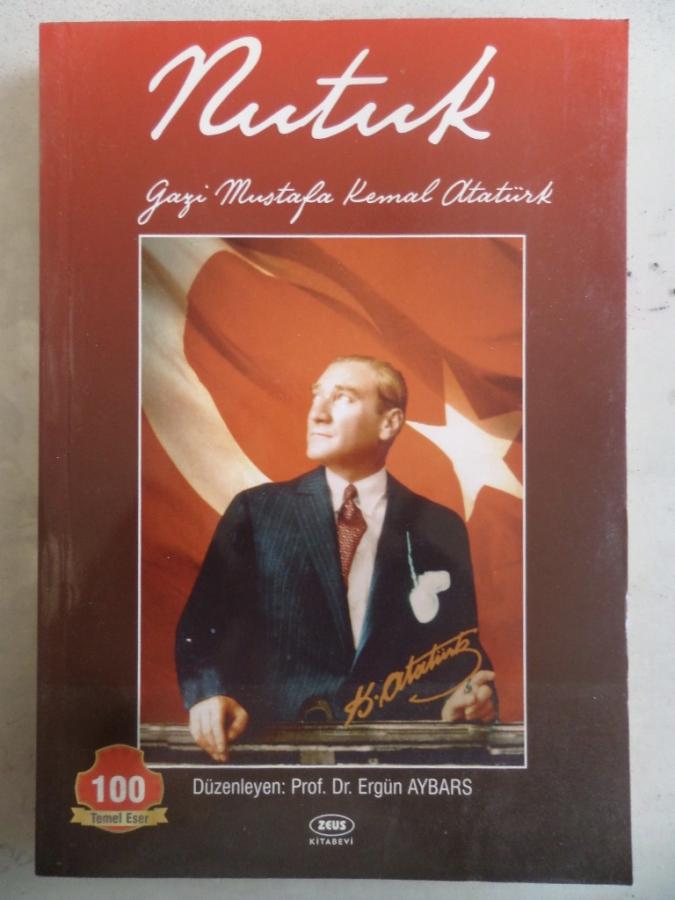 Nutuk
Gazi Mustafa Kemal Atatürk
K. Atatürk
100
Temel Eser
Düzenleyen: Prof. Dr. Ergün AYBARS
ZEUS
KİTABEVİ